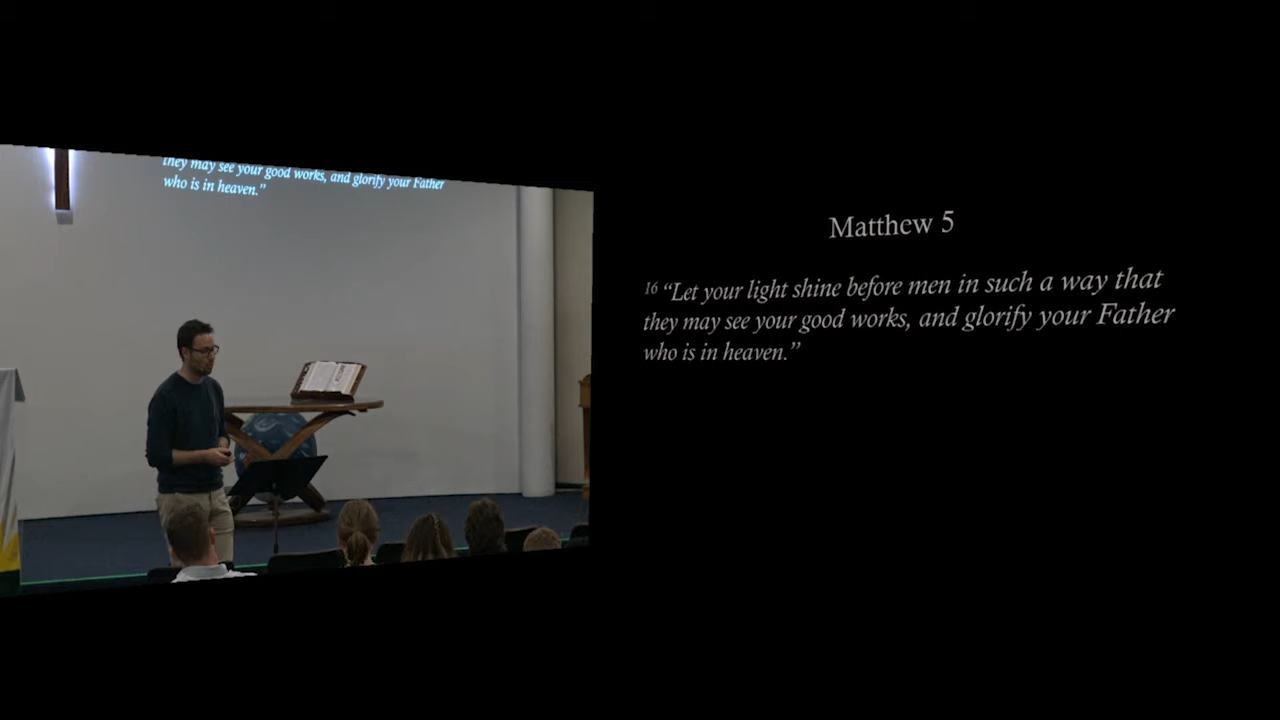 they may see your good works, and glorify your Father
who is in heaven.”
Matthew 5
16 “Let your light shine before men in such a way that
they may see your good works, and glorify your Father
who is in heaven.”